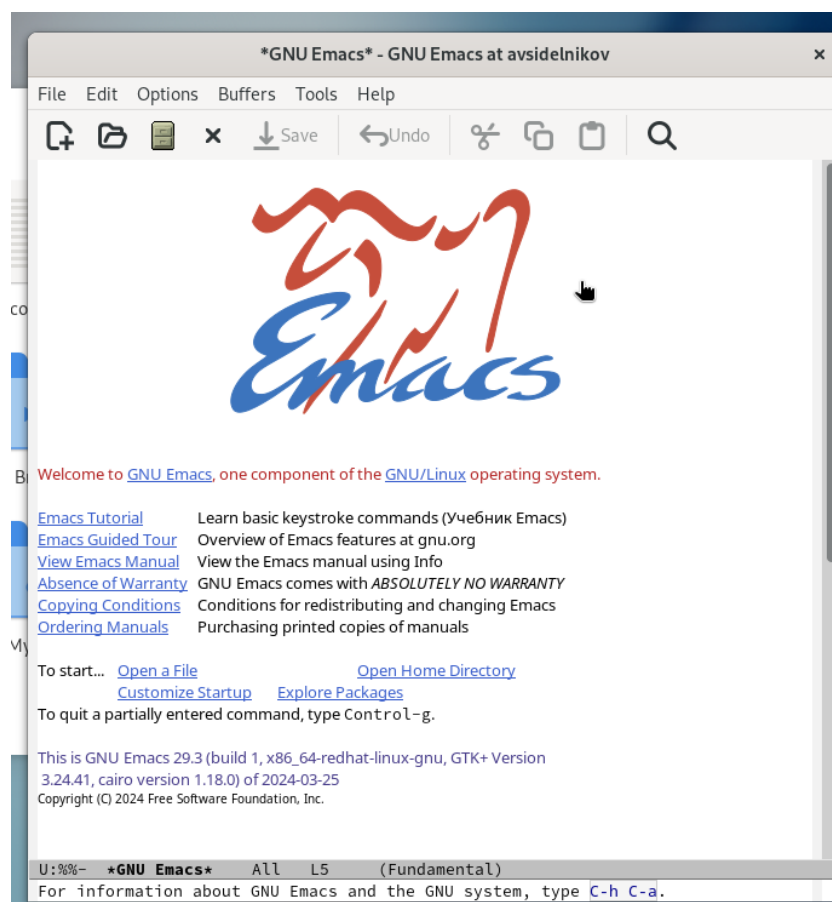 *GNU Emacs* - GNU Emacs at avsidelnikov
File Edit Options Buffers Tools Help
Save Undo
Emacs
Welcome to GNU Emacs, one component of the GNU/Linux operating system.
Emacs Tutorial Learn basic keystroke commands (Учебник Emacs)
Emacs Guided Tour Overview of Emacs features at gnu.org
View Emacs Manual View the Emacs manual using Info
Absence of Warranty GNU Emacs comes with ABSOLUTELY NO WARRANTY
Copying Conditions Conditions for redistributing and changing Emacs
Ordering Manuals Purchasing printed copies of manuals
To start... Open a File Open Home Directory
Customize Startup Explore Packages
To quit a partially entered command, type Control-g.
This is GNU Emacs 29.3 (build 1, x86_64-redhat-linux-gnu, GTK+ Version
3.24.41, cairo version 1.18.0) of 2024-03-25
Copyright (C) 2024 Free Software Foundation, Inc.
U:%%- *GNU Emacs* All L5 (Fundamental)
For information about GNU Emacs and the GNU system, type C-h C-a.